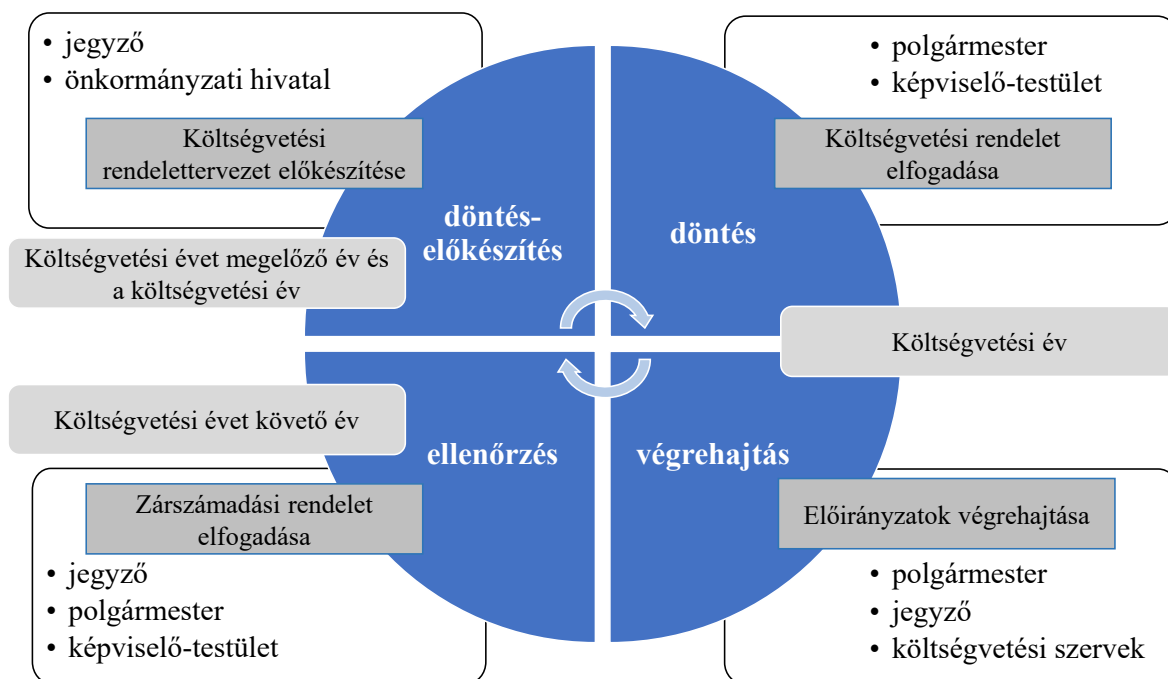 • jegyző
• önkormányzati hivatal
Költségvetési
rendelettervezet előkészítése
döntés-
előkészítés
Költségvetési évet megelőző év és
a költségvetési év
• polgármester
• képviselő-testület
Költségvetési rendelet
elfogadása
döntés
Költségvetési év
Költségvetési évet követő év
ellenőrzés
Zárszámadási rendelet
elfogadása
• jegyző
• polgármester
• képviselő-testület
végrehajtás
Előirányzatok végrehajtása
• polgármester
• jegyző
• költségvetési szervek